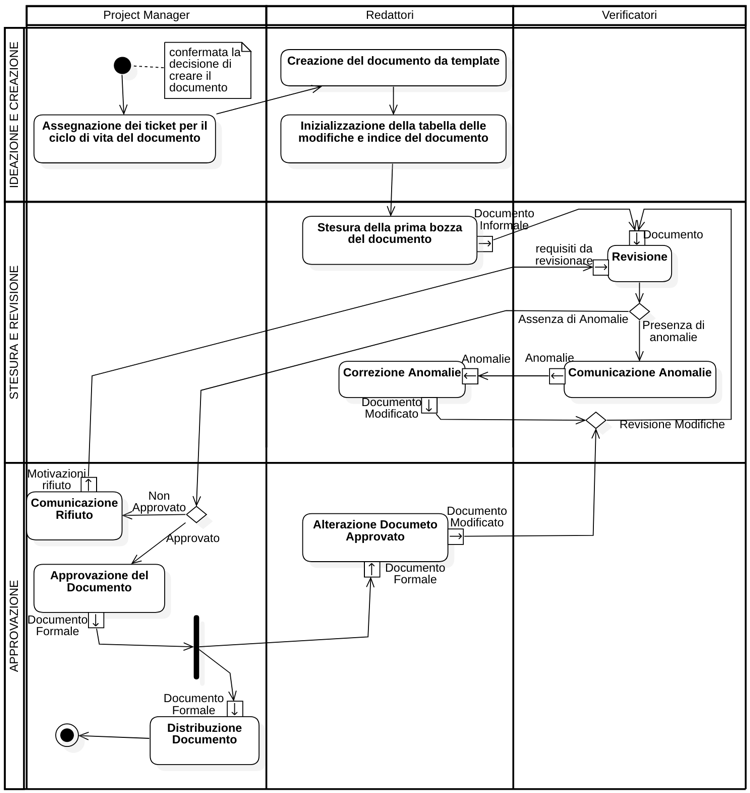 Project Manager
Redattori
Verificatori
IDEAZIONE E CREAZIONE
confermata la
decisione di
creare il
documento
Creazione del documento da template
Assegnazione dei ticket per il
ciclo di vita del documento
Inizializzazione della tabella delle
modifiche e indice del documento
STESURA E REVISIONE
Stesura della prima bozza
del documento
Documento
Informale
Documento
requisiti da
revisionare
Revisione
Assenza di Anomalie
Presenza di
anomalie
Correzione Anomalie
Anomalie
Anomalie
Comunicazione Anomalie
Documento
Modificato
Revisione Modifiche
APPROVAZIONE
Motivazioni
rifiuto
Comunicazione
Rifiuto
Non
Approvato
Approvato
Alterazione Documeto
Approvato
Documento
Modificato
Documento
Formale
Approvazione del
Documento
Documento
Formale
Documento
Formale
Distribuzione
Documento